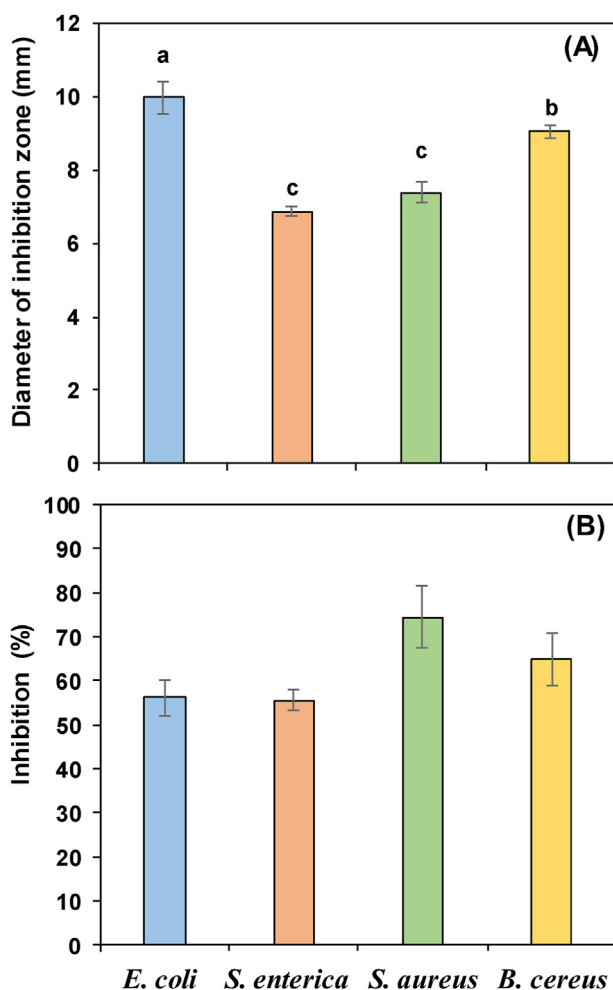 12
(A)
a
10
b
c
c
8
6
4
2
0
Diameter of inhibition zone (mm)
100
(B)
90
80
70
60
50
40
30
20
10
0
Inhibition (%)
E. coli S. enterica S. aureus B. cereus